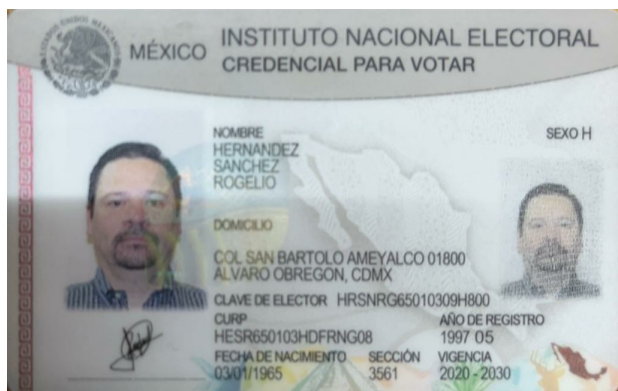 MÉXICO
INSTITUTO NACIONAL ELECTORAL
CREDENCIAL PARA VOTAR
NOMBRE
HERNANDEZ
SANCHEZ
ROGELIO
SEXO H
DOMICILIO
COL SAN BARTOLO AMEYALCO 01800
ALVARO OBREGON, CDMX
CLAVE DE ELECTOR HRSNRG65010309H800
CURP
HESR650103HDFRNG08
AÑO DE REGISTRO
1997 05
FECHA DE NACIMIENTO
03/01/1965
SECCIÓN
3561
VIGENCIA
2020 - 2030